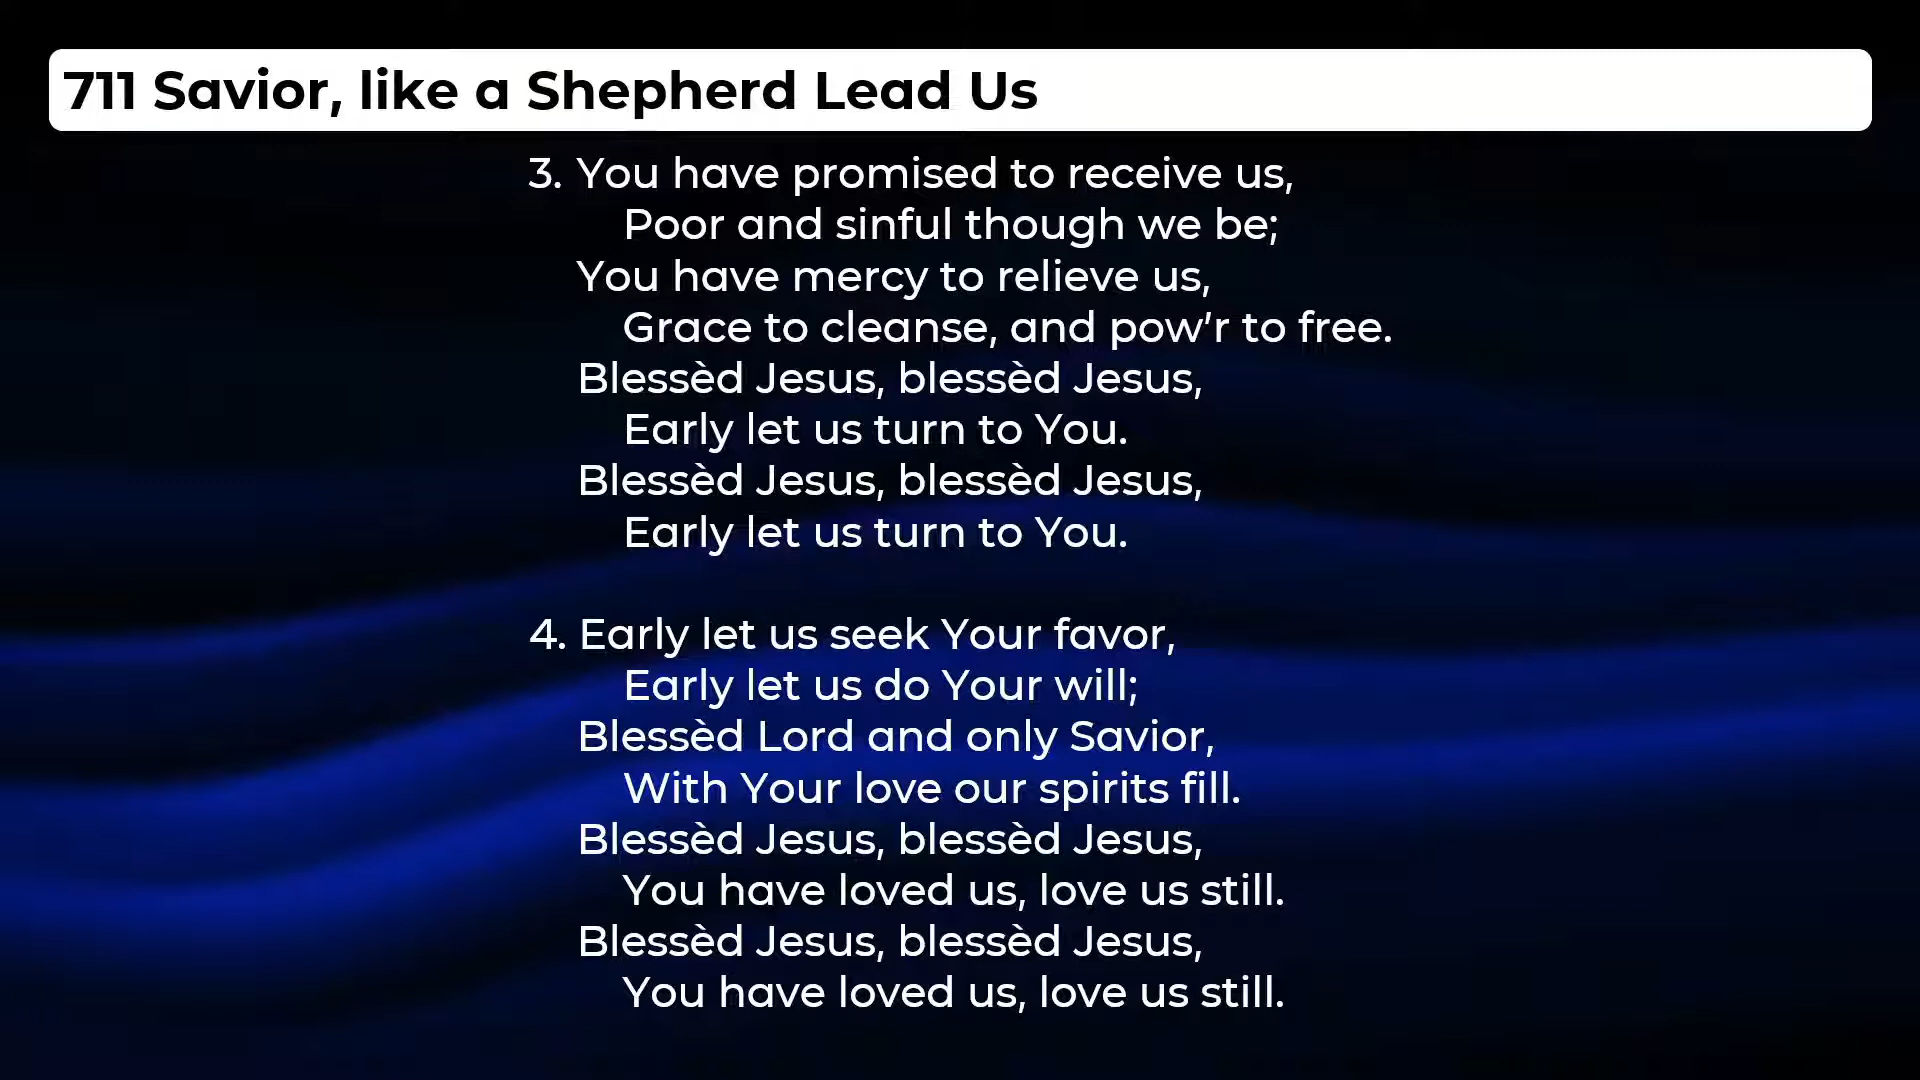 711 Savior, like a Shepherd Lead Us
3. You have promised to receive us,
Poor and sinful though we be;
You have mercy to relieve us,
Grace to cleanse, and pow’r to free.
Blessèd Jesus, blessèd Jesus,
Early let us turn to You.
Blessèd Jesus, blessèd Jesus,
Early let us turn to You.
4. Early let us seek Your favor,
Early let us do Your will;
Blessèd Lord and only Savior,
With Your love our spirits fill.
Blessèd Jesus, blessèd Jesus,
You have loved us, love us still.
Blessèd Jesus, blessèd Jesus,
You have loved us, love us still.